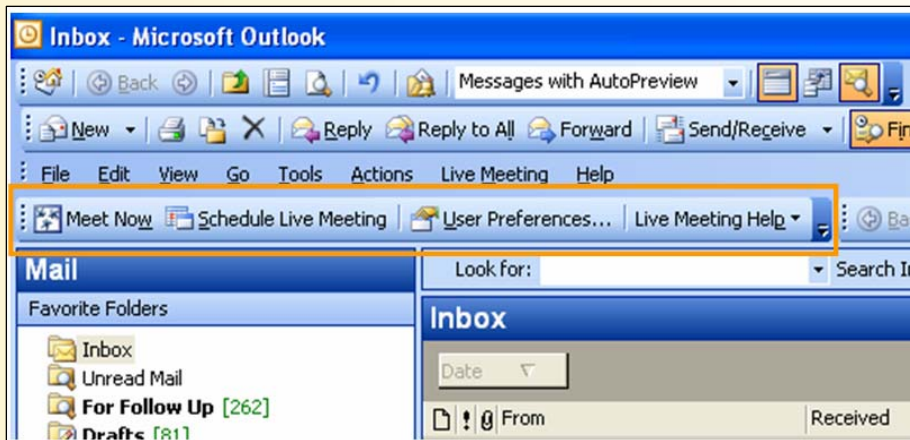 Inbox - Microsoft Outlook
Back Messages with AutoPreview
New Reply Reply to All Forward Send/Receive
File Edit View Go Tools Actions Live Meeting Help
Meet Now Schedule Live Meeting User Preferences... Live Meeting Help
Mail Look for: Search
Favorite Folders
Inbox
Inbox
Date
Unread Mail
For Follow Up [262]
From Received
Drafts [81]